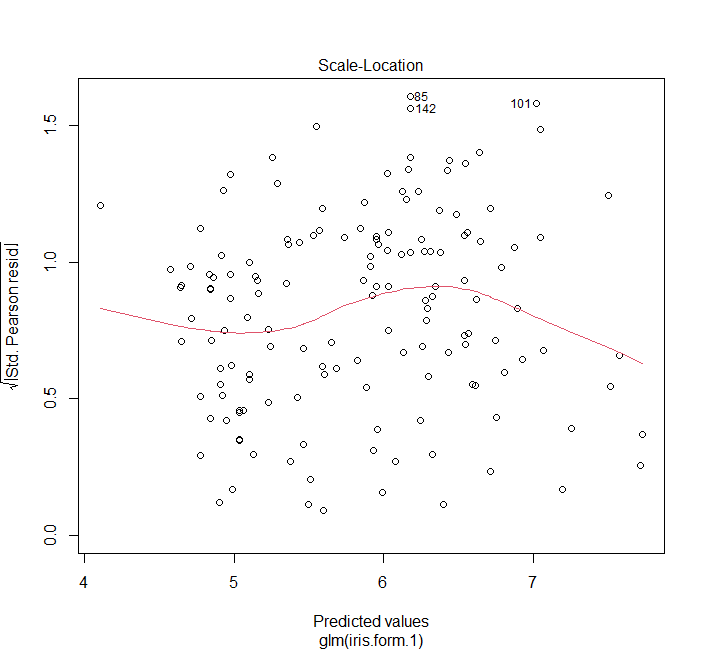 Scale-Location
√|Std. Pearson resid|
0.0
0.5
1.0
1.5
85
142
101
4
5
6
7
Predicted values
glm(iris.form.1)